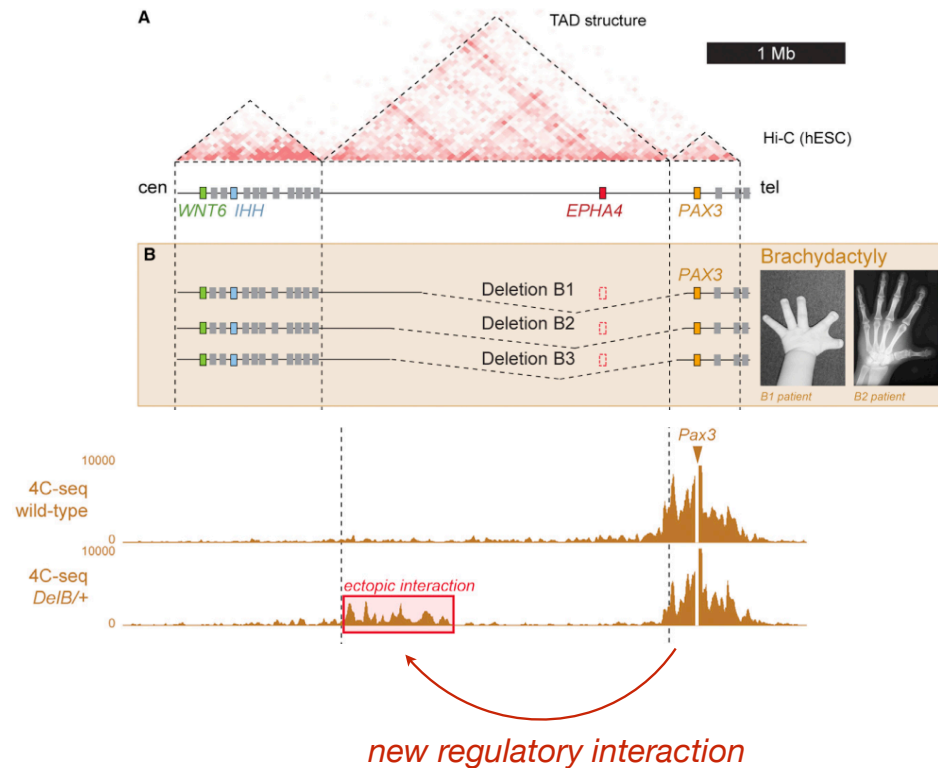 A
TAD structure
1 Mb
Hi-C (hESC)
cen
tel
WNT6 IHH
EPHA4
PAX3
B
Brachydactyly
PAX3
Deletion B1
Deletion B2
Deletion B3
B1 patient
B2 patient
Pax3
10000
4C-seq
wild-type
0
10000
4C-seq
DelB/+
ectopic interaction
0
new regulatory interaction